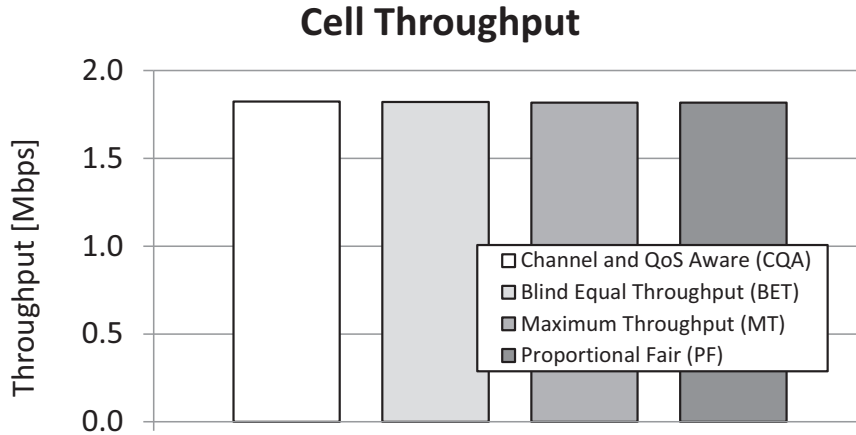 Cell Throughput
Throughput [Mbps]
2.0
1.5
1.0
0.5
0.0
Channel and QoS Aware (CQA)
Blind Equal Throughput (BET)
Maximum Throughput (MT)
Proportional Fair (PF)